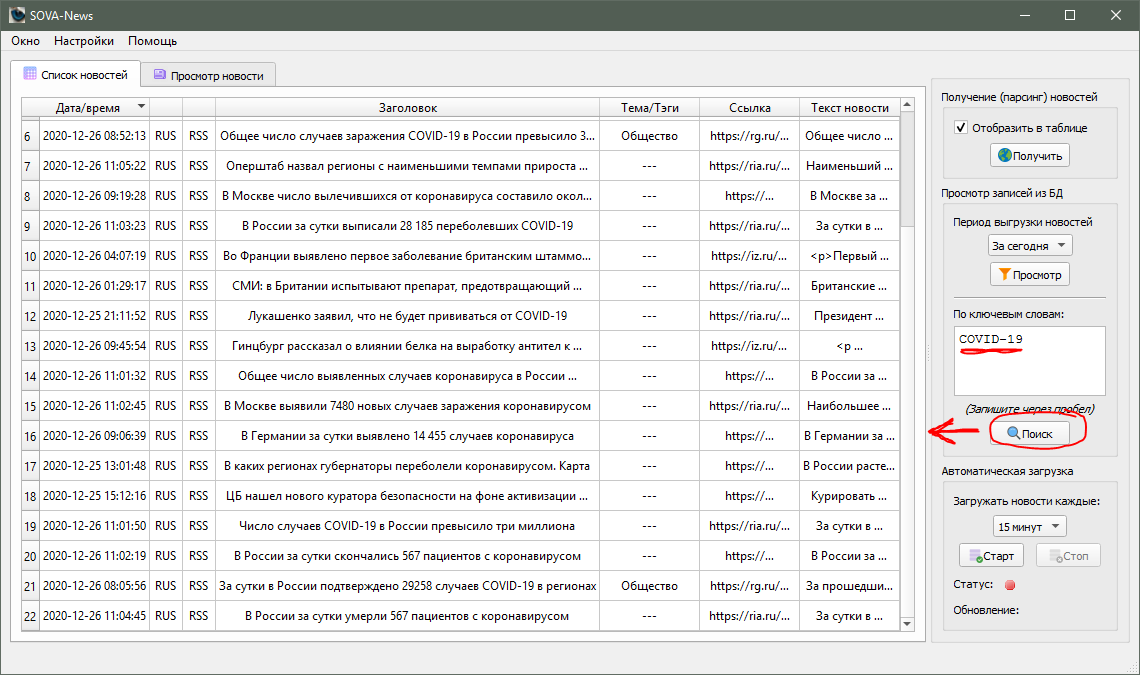 SOVA-News
Окно Настройки Помощь
Список новостей Просмотр новости
Дата/время Заголовок Тема/Тэги Ссылка Текст новости
6 2020-12-26 08:52:13 RUS RSS Общее число случаев заражения COVID-19 в России превысило 3... Общество https://rg.ru/... Общее число ...
7 2020-12-26 11:05:22 RUS RSS Оперштаб назвал регионы с наименьшими темпами прироста ... --- https://ria.ru/... Наименьший ...
8 2020-12-26 09:19:28 RUS RSS В Москве число вылечившихся от коронавируса составило окол... --- https://... В Москве за ...
9 2020-12-26 11:03:23 RUS RSS В России за сутки выписали 28 185 переболевших COVID-19 --- https://ria.ru/... За сутки в ...
10 2020-12-26 04:07:19 RUS RSS Во Франции выявлено первое заболевание британским штаммо... --- https://iz.ru/... <p>Первый ...
11 2020-12-26 01:29:17 RUS RSS СМИ: в Британии испытывают препарат, предотвращающий ... --- https://ria.ru/... Британские ...
12 2020-12-25 21:11:52 RUS RSS Лукашенко заявил, что не будет прививаться от COVID-19 --- https://... Президент ...
13 2020-12-26 09:45:54 RUS RSS Гинцбург рассказал о влиянии белка на выработку антител к ... --- https://iz.ru/... <p ...
14 2020-12-26 11:01:32 RUS RSS Общее число выявленных случаев коронавируса в России ... --- https://... В России за ...
15 2020-12-26 11:02:45 RUS RSS В Москве выявили 7480 новых случаев заражения коронавирусом --- https://ria.ru/... Наибольшее ...
16 2020-12-26 09:06:39 RUS RSS В Германии за сутки выявлено 14 455 случаев коронавируса --- https://... В Германии за ...
17 2020-12-25 13:01:48 RUS RSS В каких регионах губернаторы переболели коронавирусом. Карта --- https://... В России расте...
18 2020-12-25 15:12:16 RUS RSS ЦБ нашел нового куратора безопасности на фоне активизации ... --- https://... Курировать ...
19 2020-12-26 11:01:50 RUS RSS Число случаев COVID-19 в России превысило три миллиона --- https://ria.ru/... За сутки в ...
20 2020-12-26 11:02:19 RUS RSS В России за сутки скончались 567 пациентов с коронавирусом --- https://... В России за ...
21 2020-12-26 08:05:56 RUS RSS За сутки в России подтверждено 29258 случаев COVID-19 в регионах Общество https://rg.ru/... За прошедши...
22 2020-12-26 11:04:45 RUS RSS В России за сутки умерли 567 пациентов с коронавирусом --- https://ria.ru/... За сутки в ...
Получение (парсинг) новостей
Отобразить в таблице
Получить
Просмотр записей из БД
Период выгрузки новостей
За сегодня
Просмотр
По ключевым словам:
COVID-19
(Запишите через пробел)
Поиск
Автоматическая загрузка
Загружать новости каждые:
15 минут
Старт Стоп
Статус:
Обновление: